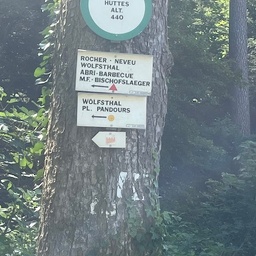 HUTTES
ALT.
440
ROCHER - NEVEU
WOLFSTHAL
ABRI-BARBECUE
M.F.-BISCHOFSLAEGER
WOLFSTHAL
PL. PANDOURS